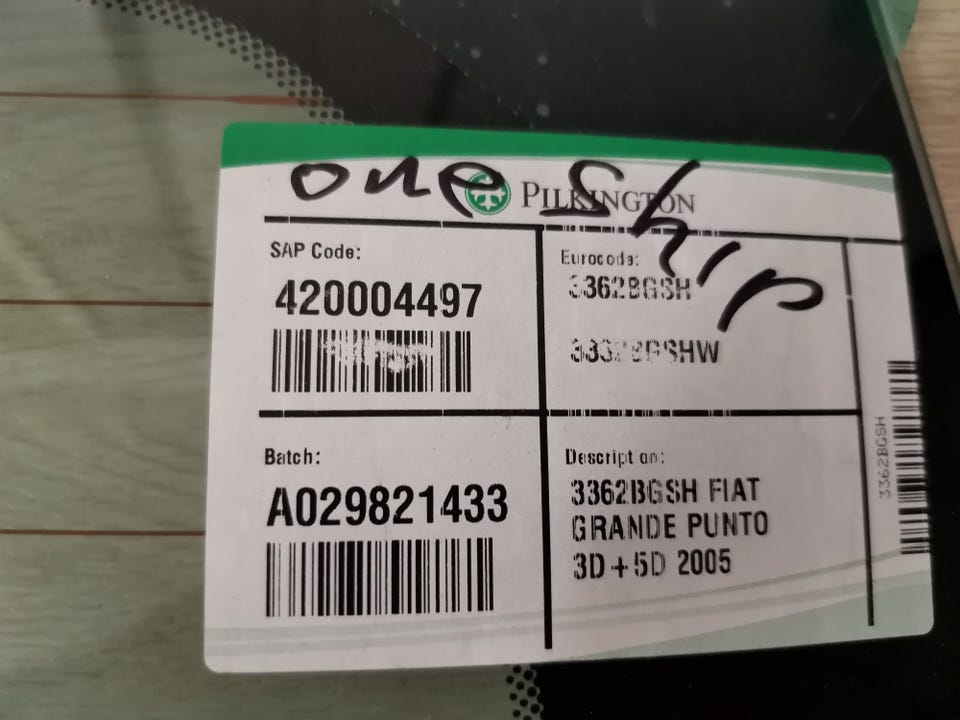 one Ship
PILKINGTON
SAP Code:
420004497
Eurocode:
3362BGSH
Batch:
A029821433
Description:
3362BGSH FIAT
GRANDE PUNTO
3D+5D 2005
3362BGSH